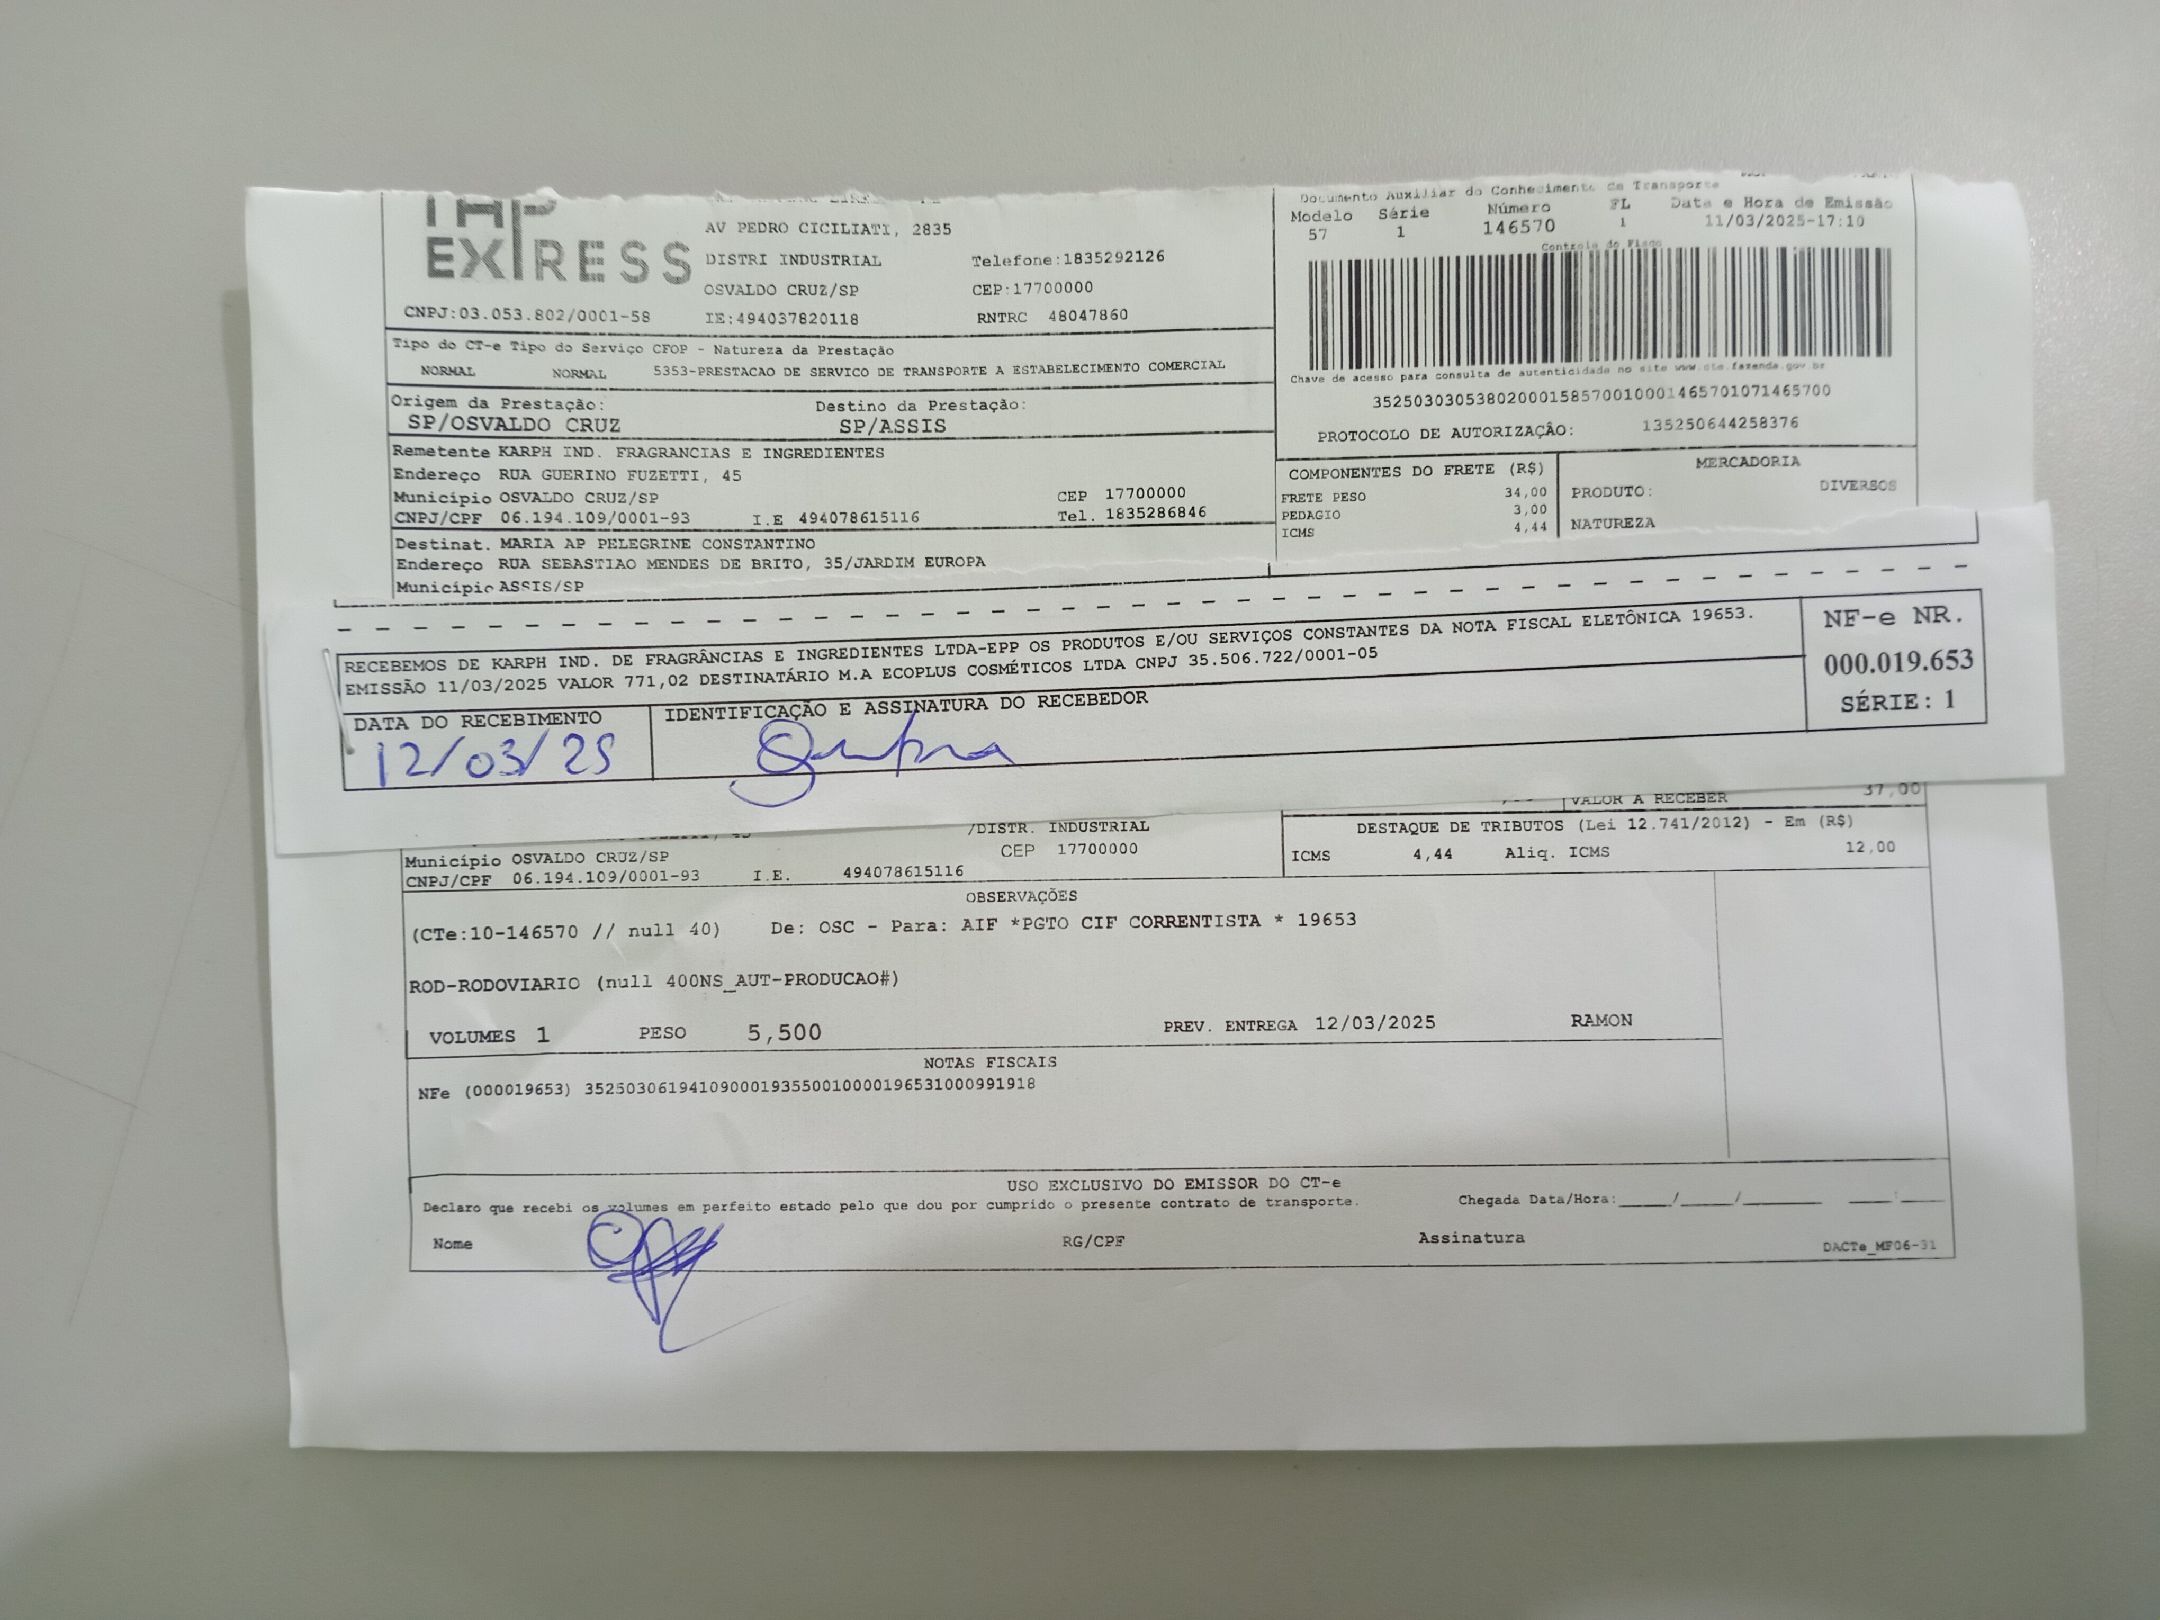 EXPRESS
AV PEDRO CICILIATI, 2835
DISTRI INDUSTRIAL Telefone:1835292126
OSVALDO CRUZ/SP CEP:17700000
CNPJ:03.053.802/0001-58 IE:494037820118 RNTRC 48047860
Documento Auxiliar do Conhecimento de Transporte
Modelo Série Número FL Data e Hora de Emissão
57 1 146570 1 11/03/2025-17:10
Controle do Fisco
Chave de acesso para consulta de autenticidade no site www.cte.fazenda.gov.br
35250303053802000158570010001465701071465700
PROTOCOLO DE AUTORIZAÇÃO: 135250644258376
Tipo do CT-e Tipo do Serviço CFOP - Natureza da Prestação
NORMAL NORMAL 5353-PRESTACAO DE SERVICO DE TRANSPORTE A ESTABELECIMENTO COMERCIAL
Origem da Prestação: Destino da Prestação:
SP/OSVALDO CRUZ SP/ASSIS
Remetente KARPH IND. FRAGRANCIAS E INGREDIENTES
Endereço RUA GUERINO FUZETTI, 45
Município OSVALDO CRUZ/SP CEP 17700000
CNPJ/CPF 06.194.109/0001-93 I.E 494078615116 Tel. 1835286846
COMPONENTES DO FRETE (R$)
FRETE PESO 34,00
PEDAGIO 3,00
ICMS 4,44
MERCADORIA
PRODUTO: DIVERSOS
NATUREZA
Destinat. MARIA AP PELEGRINE CONSTANTINO
Endereço RUA SEBASTIAO MENDES DE BRITO, 35/JARDIM EUROPA
Município ASSIS/SP
RECEBEMOS DE KARPH IND. DE FRAGRÂNCIAS E INGREDIENTES LTDA-EPP OS PRODUTOS E/OU SERVIÇOS CONSTANTES DA NOTA FISCAL ELETÔNICA 19653.
EMISSÃO 11/03/2025 VALOR 771,02 DESTINATÁRIO M.A ECOPLUS COSMÉTICOS LTDA CNPJ 35.506.722/0001-05
DATA DO RECEBIMENTO IDENTIFICAÇÃO E ASSINATURA DO RECEBEDOR
12/03/25
NF-e NR.
000.019.653
SÉRIE: 1
VALOR A RECEBER 37,00
/DISTR. INDUSTRIAL
Município OSVALDO CRUZ/SP CEP 17700000
CNPJ/CPF 06.194.109/0001-93 I.E. 494078615116
DESTAQUE DE TRIBUTOS (Lei 12.741/2012) - Em (R$)
ICMS 4,44 Aliq. ICMS 12,00
OBSERVAÇÕES
(CTe:10-146570 // null 40) De: OSC - Para: AIF *PGTO CIF CORRENTISTA * 19653
ROD-RODOVIARIO (null 400NS_AUT-PRODUCAO#)
VOLUMES 1 PESO 5,500 PREV. ENTREGA 12/03/2025 RAMON
NOTAS FISCAIS
NFe (000019653) 35250306194109000193550010000196531000991918
USO EXCLUSIVO DO EMISSOR DO CT-e
Declaro que recebi os volumes em perfeito estado pelo que dou por cumprido o presente contrato de transporte. Chegada Data/Hora:____/____/______ ___:____
Nome RG/CPF Assinatura
DACTe_MF06-31